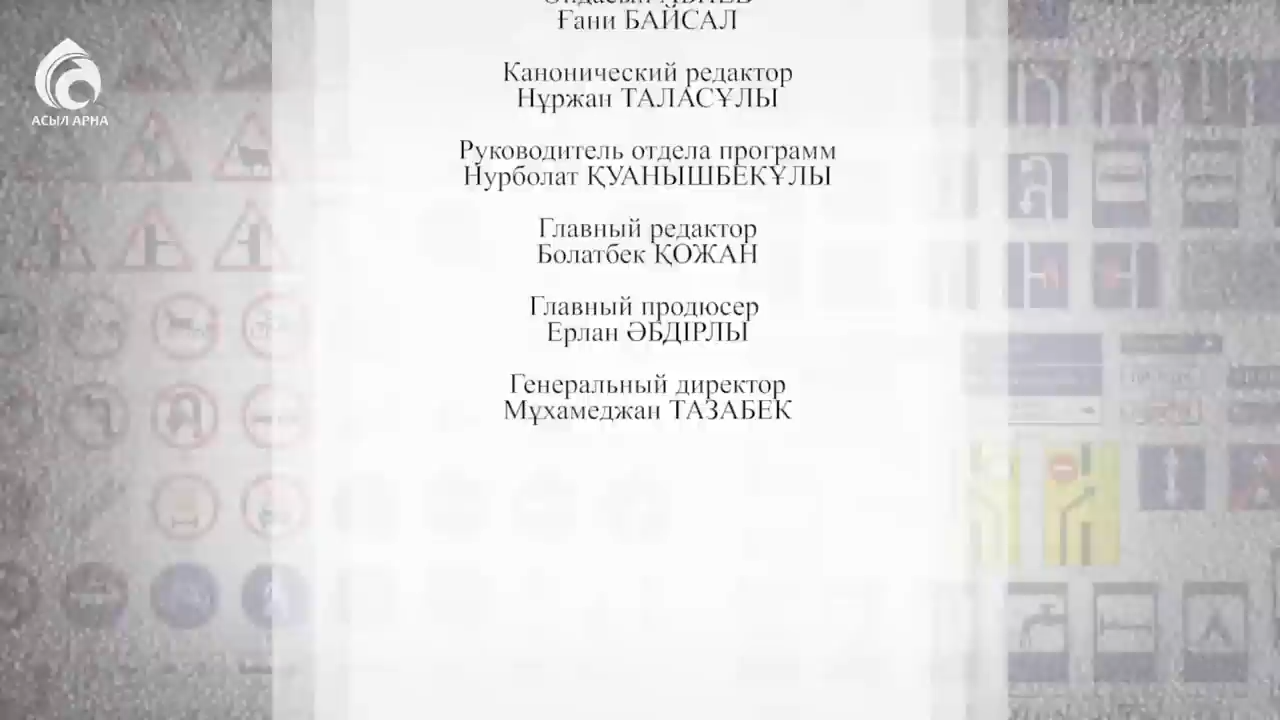 АСЫЛ АРНА
Ғани БАЙСАЛ
Канонический редактор
Нұржан ТАЛАСҰЛЫ
Руководитель отдела программ
Нурболат ҚУАНЫШБЕКҰЛЫ
Главный редактор
Болатбек ҚОЖАН
Главный продюсер
Ерлан ӘБДІРЛЫ
Генеральный директор
Мұхамеджан ТАЗАБЕК